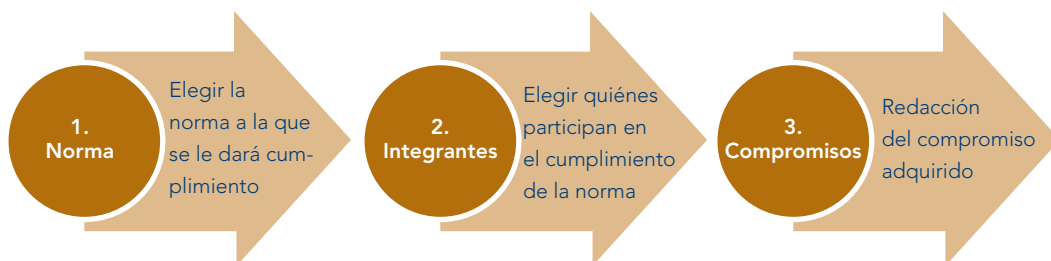 1.
Norma
Elegir la
norma a la que
se le dará cum-
plimiento
2.
Integrantes
Elegir quiénes
participan en
el cumplimiento
de la norma
3.
Compromisos
Redacción
del compromiso
adquirido